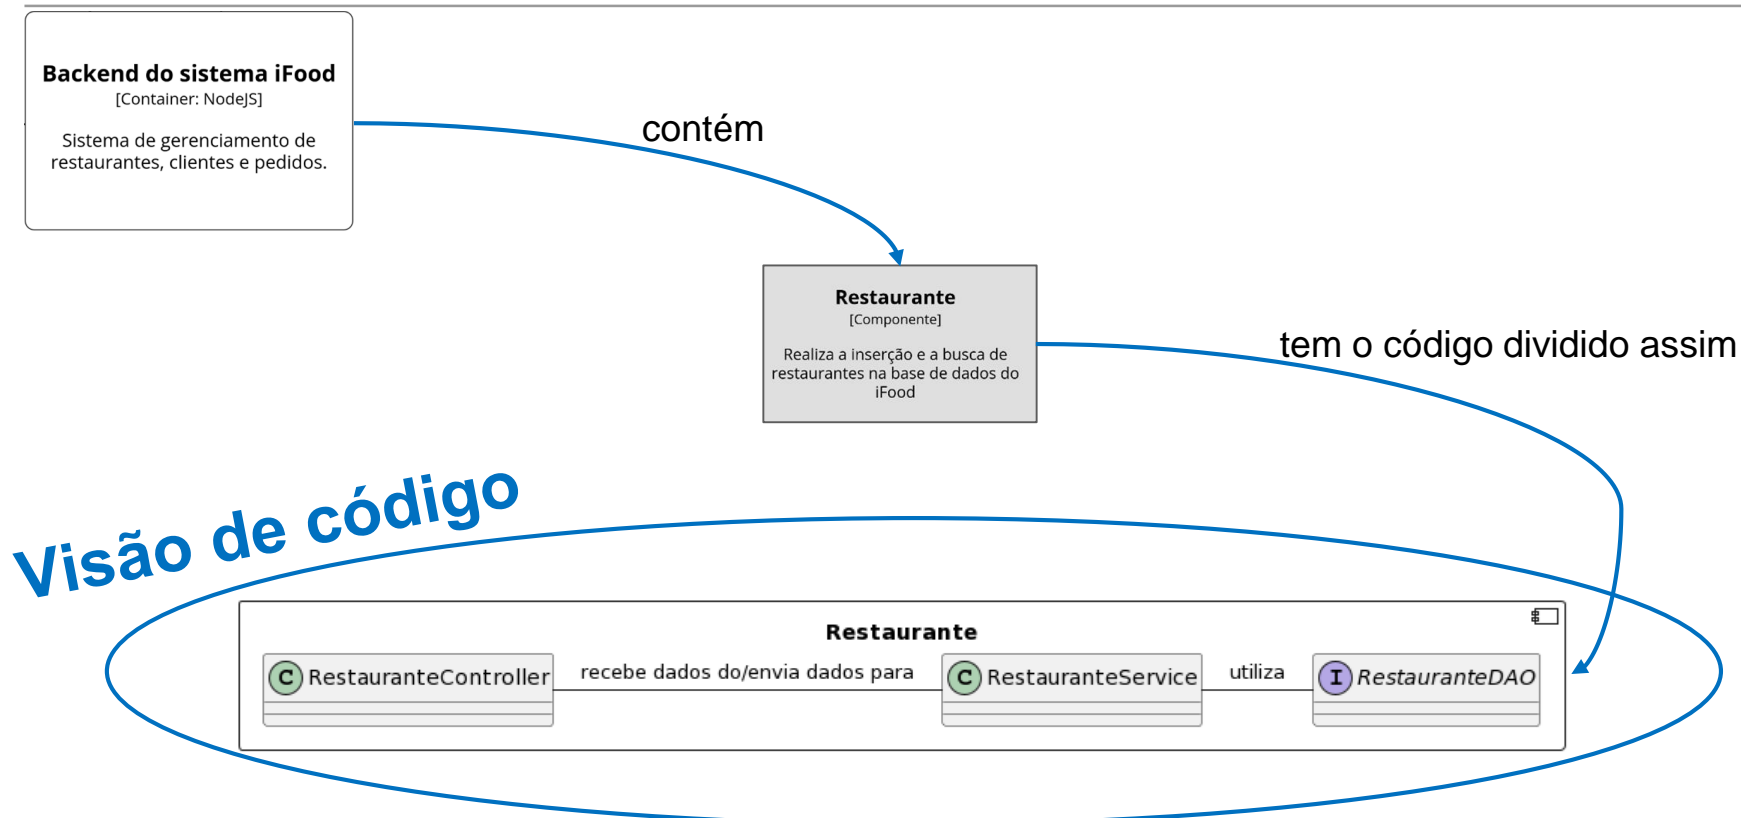 Backend do sistema iFood
[Container: NodeJS]
Sistema de gerenciamento de
restaurantes, clientes e pedidos.
contém
Restaurante
[Componente]
Realiza a inserção e a busca de
restaurantes na base de dados do
iFood
tem o código dividido assim
Visão de código
Restaurante
C RestauranteController
recebe dados do/envia dados para
C RestauranteService
utiliza
I RestauranteDAO